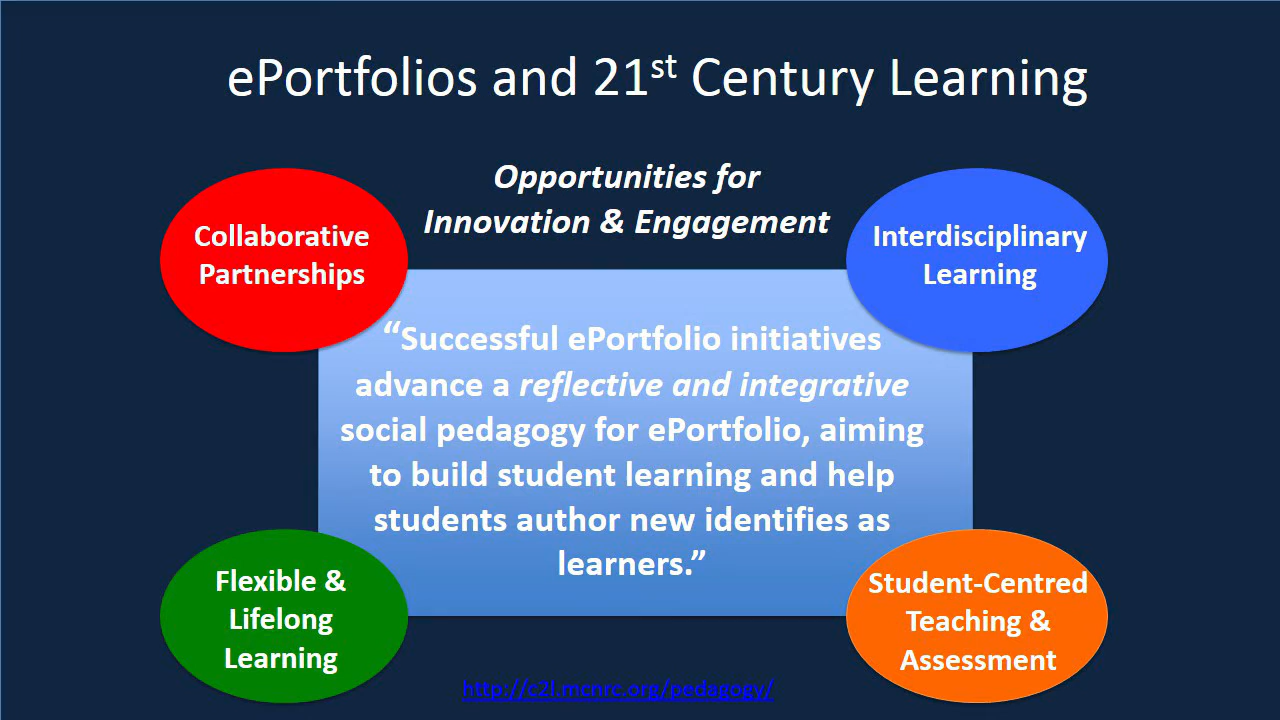 ePortfolios and 21st Century Learning
Opportunities for
Innovation & Engagement
Collaborative
Partnerships
Interdisciplinary
Learning
“Successful ePortfolio initiatives
advance a reflective and integrative
social pedagogy for ePortfolio, aiming
to build student learning and help
students author new identifies as
learners.”
Flexible &
Lifelong
Learning
Student-Centred
Teaching &
Assessment
http://c2l.mcnrc.org/pedagogy/